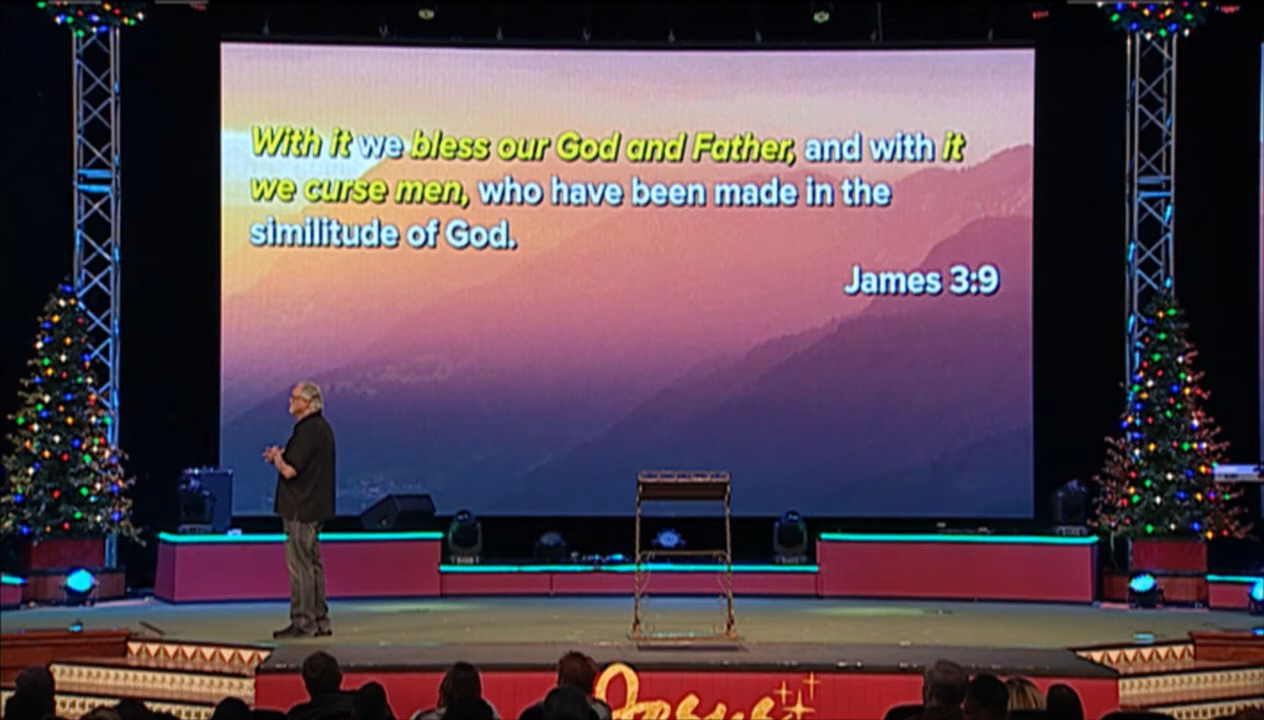 With it we bless our God and Father, and with it
we curse men, who have been made in the
similitude of God.
James 3:9
Jesus